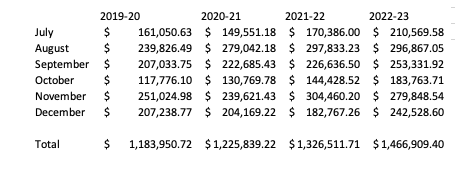 2019-20 2020-21 2021-22 2022-23
July $ 161,050.63 $ 149,551.18 $ 170,386.00 $ 210,569.58
August $ 239,826.49 $ 279,042.18 $ 297,833.23 $ 296,867.05
September $ 207,033.75 $ 222,685.43 $ 226,636.50 $ 253,331.92
October $ 117,776.10 $ 130,769.78 $ 144,428.52 $ 183,763.71
November $ 251,024.98 $ 239,621.43 $ 304,460.20 $ 279,848.54
December $ 207,238.77 $ 204,169.22 $ 182,767.26 $ 242,528.60
Total $ 1,183,950.72 $ 1,225,839.22 $ 1,326,511.71 $ 1,466,909.40